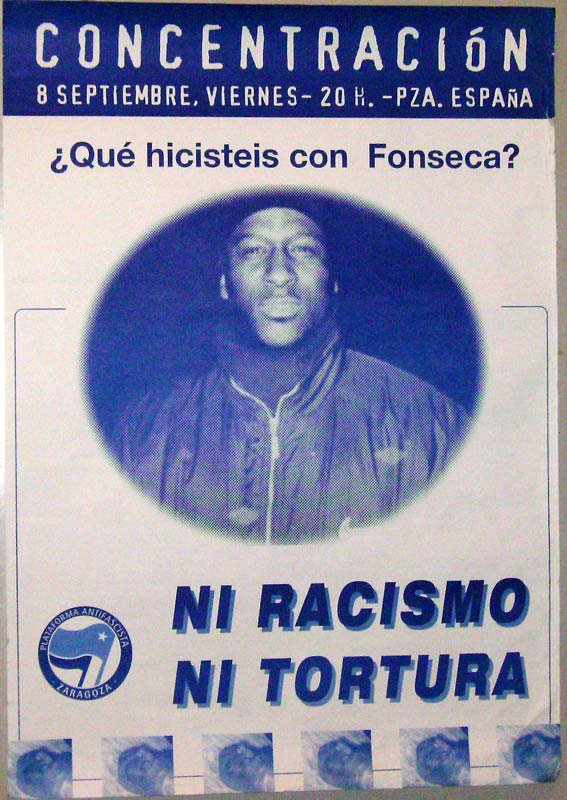 CONCENTRACIÓN
8 SEPTIEMBRE, VIERNES- 20 H. -PZA. ESPAÑA
¿Qué hicisteis con Fonseca?
NI RACISMO
NI TORTURA
PLATAFORMA ANTIFASCISTA
· ZARAGOZA ·